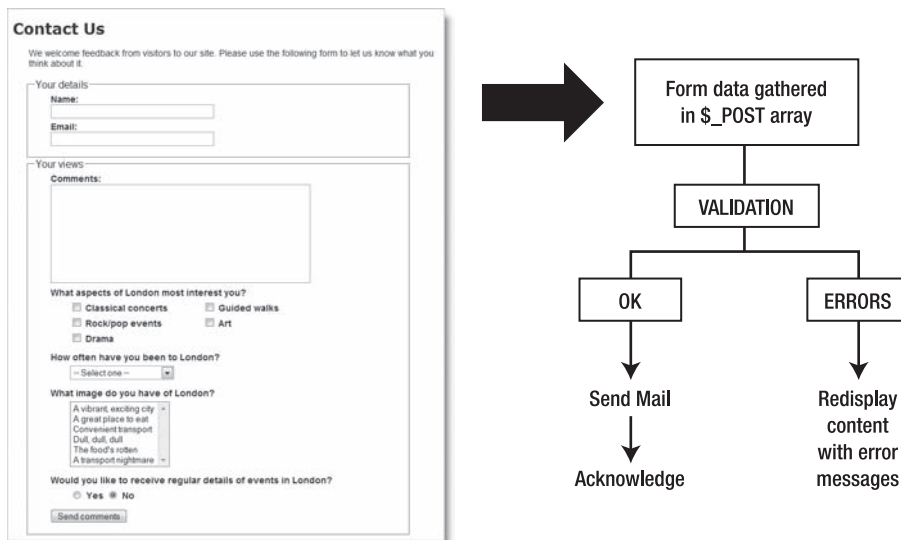 Contact Us
We welcome feedback from visitors to our site. Please use the following form to let us know what you
think about it.
Your details
Name:
Email:
Your views
Comments:
What aspects of London most interest you?
Classical concerts
Guided walks
Rock/pop events
Art
Drama
How often have you been to London?
-- Select one --
What image do you have of London?
A vibrant, exciting city
A great place to eat
Convenient transport
Dull, dull, dull
The food's rotten
A transport nightmare
Would you like to receive regular details of events in London?
Yes No
Send comments
Form data gathered
in $_POST array
VALIDATION
OK
ERRORS
Send Mail
Acknowledge
Redisplay
content
with error
messages